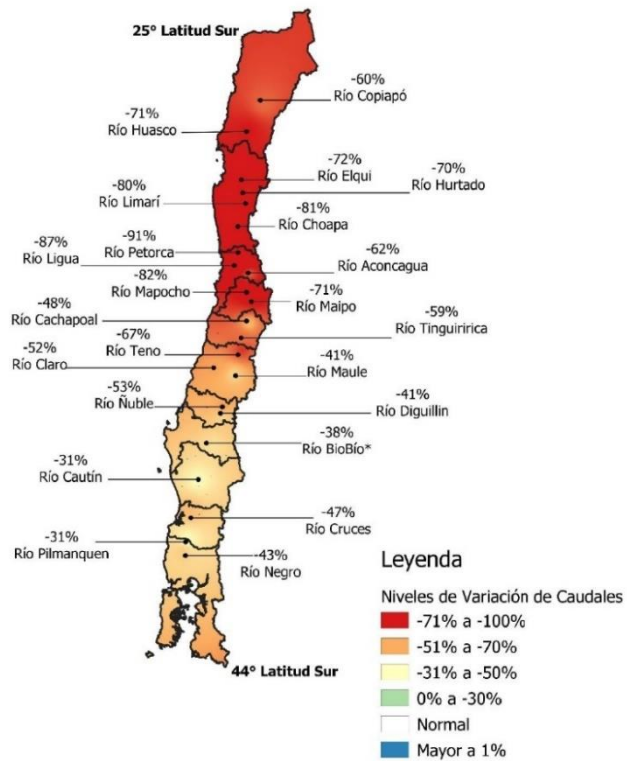 25° Latitud Sur
-60%
Río Copiapó
-71%
Río Huasco
-72%
Río Elqui
-70%
Río Hurtado
-80%
Río Limarí
-81%
Río Choapa
-91%
Río Petorca
-87%
Río Ligua
-62%
Río Aconcagua
-82%
Río Mapocho
-71%
Río Maipo
-48%
Río Cachapoal
-59%
Río Tinguiririca
-67%
Río Teno
-52%
Río Claro
-41%
Río Maule
-53%
Río Ñuble
-41%
Río Diguillin
-38%
Río BioBío*
-31%
Río Cautín
-47%
Río Cruces
-31%
Río Pilmanquen
-43%
Río Negro
44° Latitud Sur
Leyenda
Niveles de Variación de Caudales
-71% a -100%
-51% a -70%
-31% a -50%
0% a -30%
Normal
Mayor a 1%